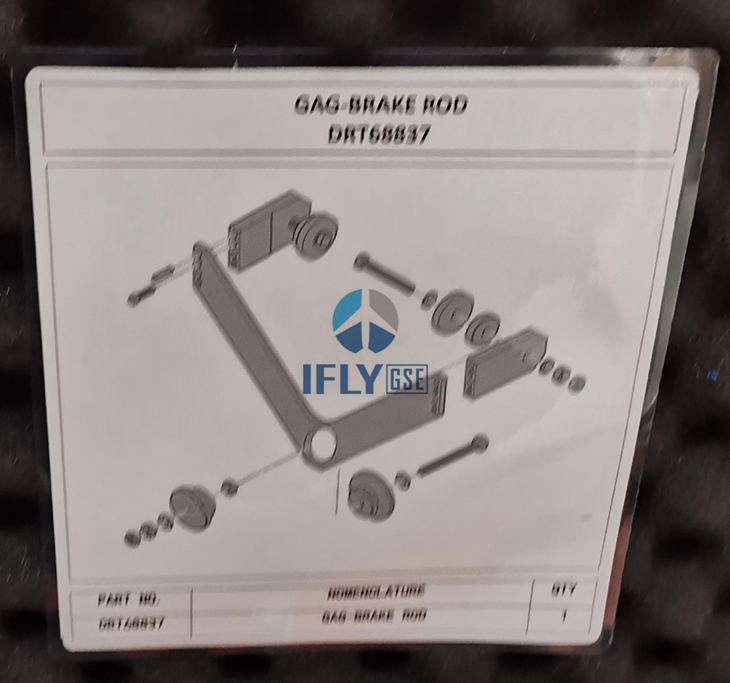 GAG-BRAKE ROD
DRT68837
IFLY GSE
PART NO. NOMENCLATURE QTY
DRT68837 GAG BRAKE ROD 1